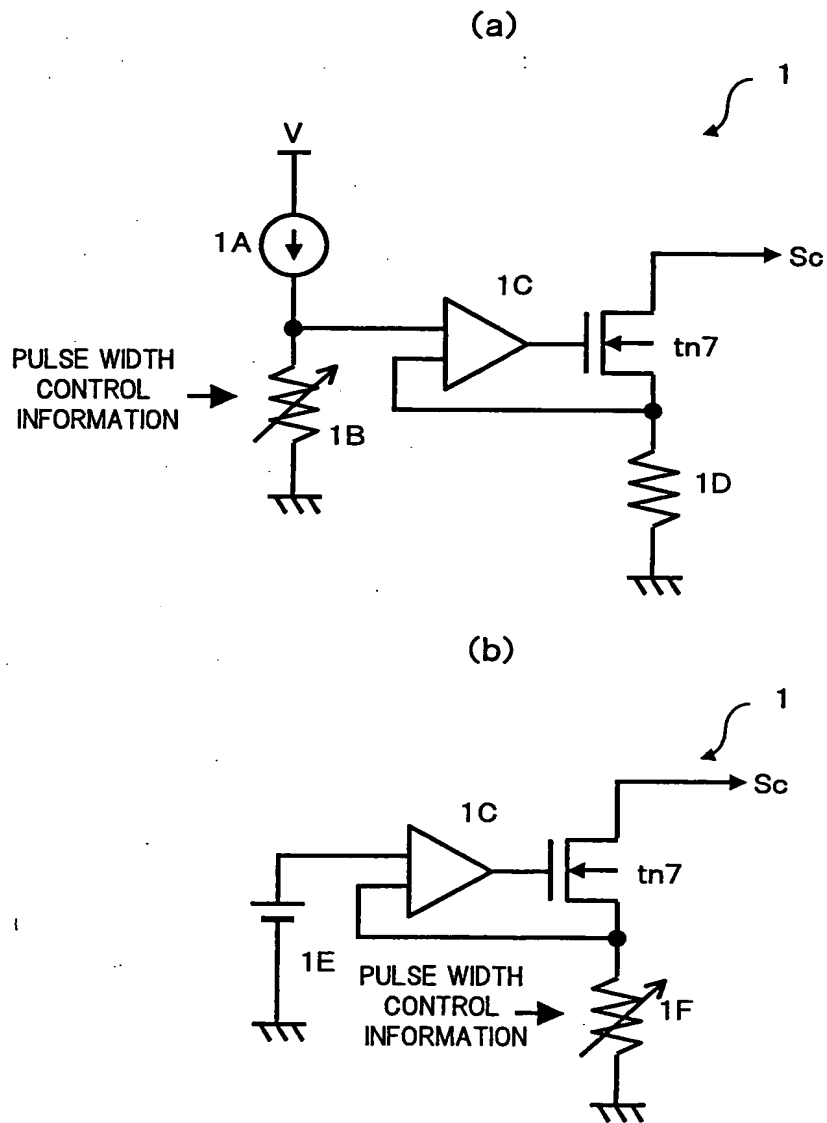 (a)
1
V
1A
1C
Sc
tn7
PULSE WIDTH
CONTROL
INFORMATION
1B
1D
(b)
1
Sc
1C
tn7
1E
PULSE WIDTH
CONTROL
INFORMATION
1F